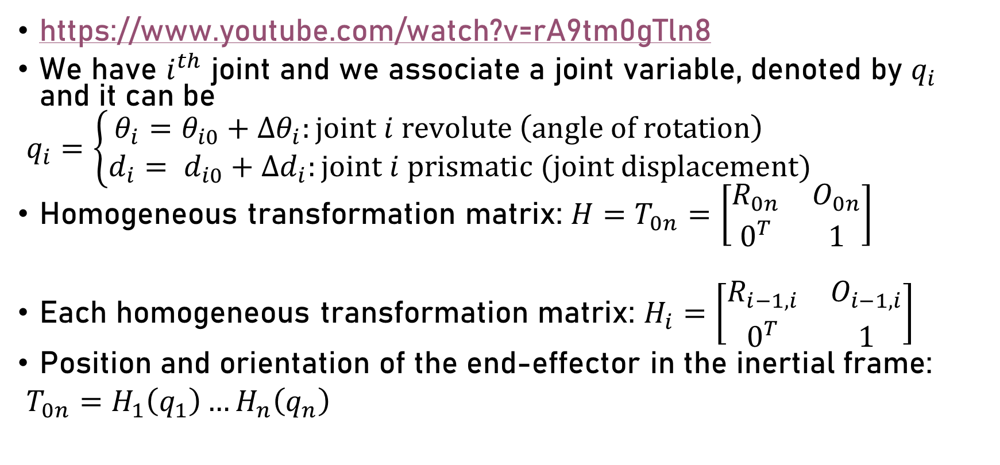 • https://www.youtube.com/watch?v=rA9tm0gTln8
• We have $i^{th}$ joint and we associate a joint variable, denoted by $q_i$
and it can be
$q_i = \begin{cases} \theta_i = \theta_{i0} + \Delta\theta_i: \text{joint } i \text{ revolute (angle of rotation)} \\ d_i = d_{i0} + \Delta d_i: \text{joint } i \text{ prismatic (joint displacement)} \end{cases}$
• Homogeneous transformation matrix: $H = T_{0n} = \begin{bmatrix} R_{0n} & O_{0n} \\ 0^T & 1 \end{bmatrix}$
• Each homogeneous transformation matrix: $H_i = \begin{bmatrix} R_{i-1,i} & O_{i-1,i} \\ 0^T & 1 \end{bmatrix}$
• Position and orientation of the end-effector in the inertial frame:
$T_{0n} = H_1(q_1) \ldots H_n(q_n)$